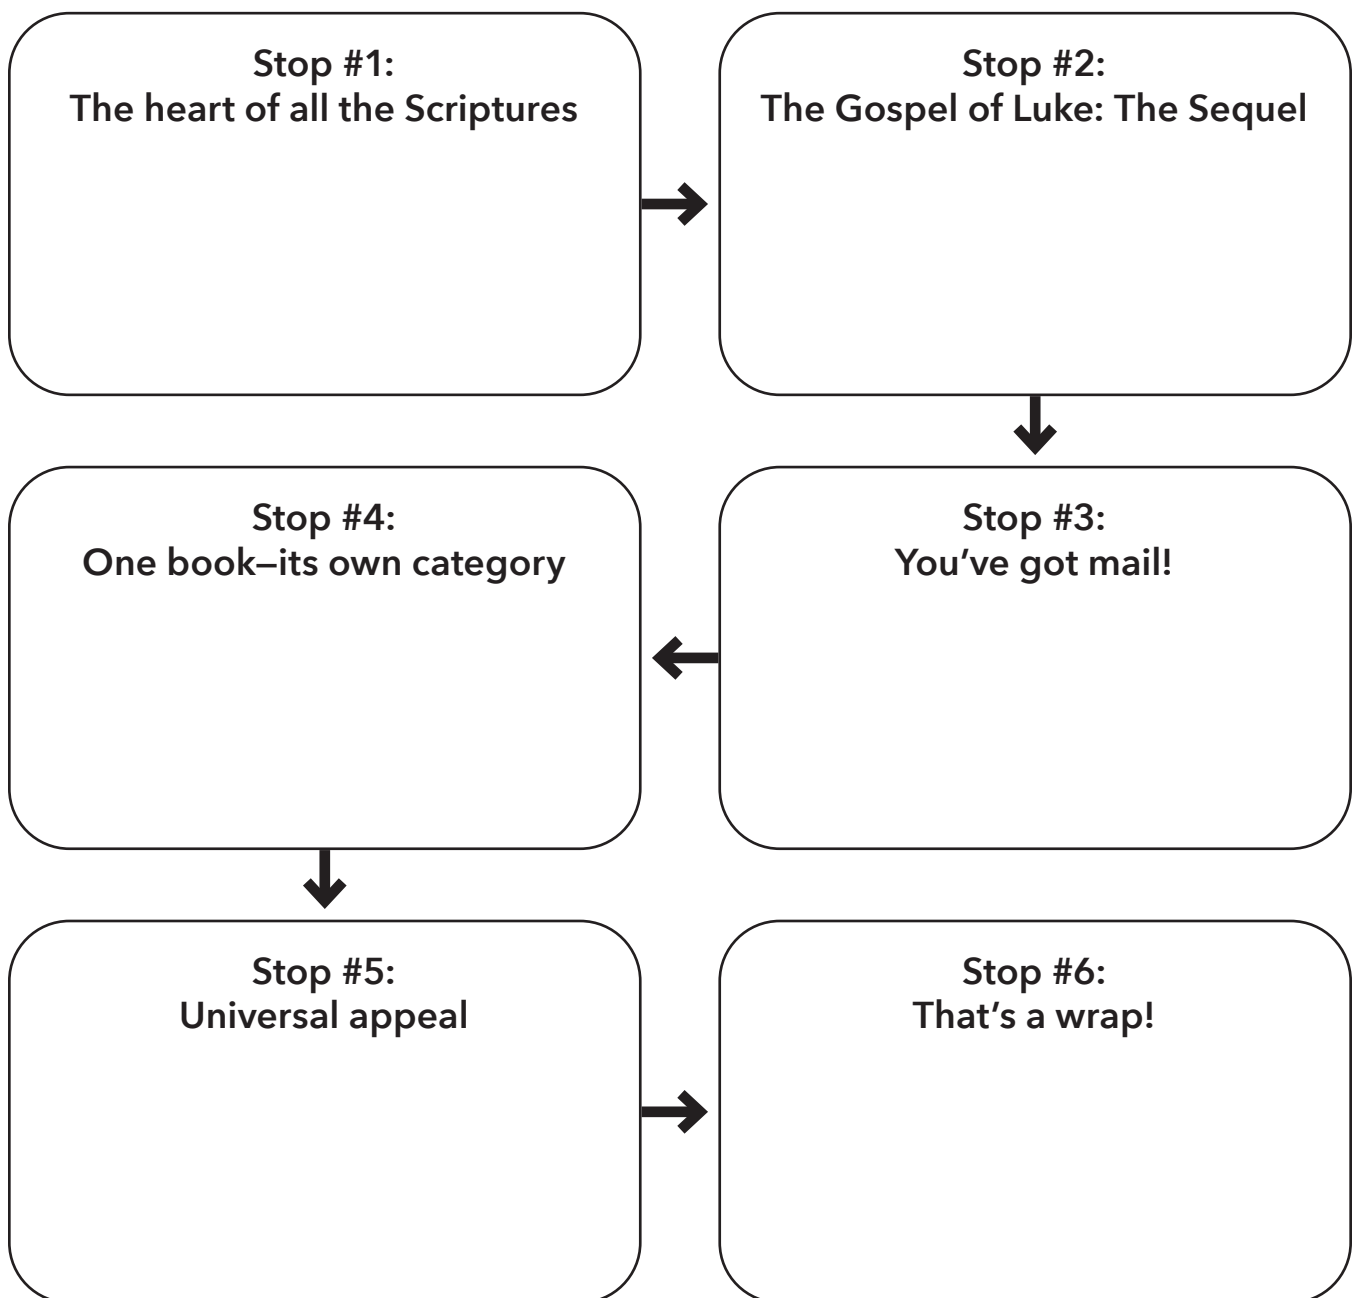 Stop #1:
The heart of all the Scriptures
Stop #2:
The Gospel of Luke: The Sequel
Stop #3:
You’ve got mail!
Stop #4:
One book—its own category
Stop #5:
Universal appeal
Stop #6:
That’s a wrap!